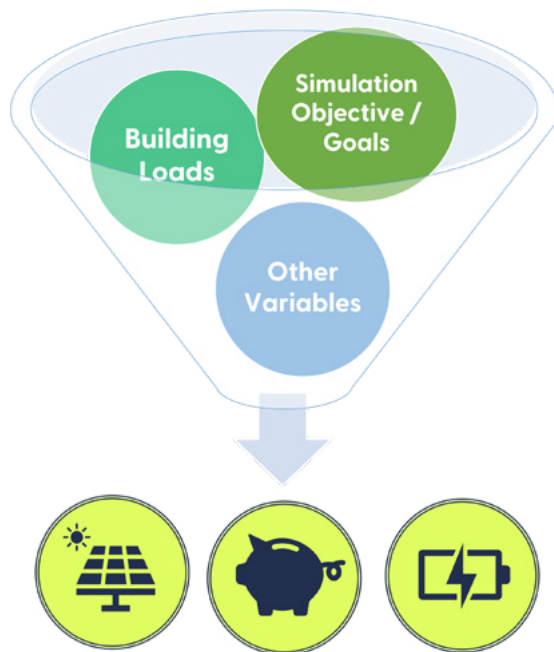 Simulation
Objective /
Goals
Building
Loads
Other
Variables